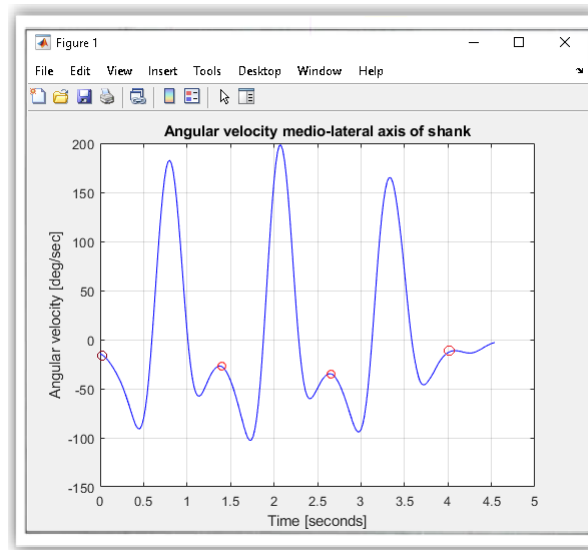 Figure 1
File Edit View Insert Tools Desktop Window Help
Angular velocity medio-lateral axis of shank
200
150
100
50
0
-50
-100
-150
Angular velocity [deg/sec]
0 0.5 1 1.5 2 2.5 3 3.5 4 4.5 5
Time [seconds]